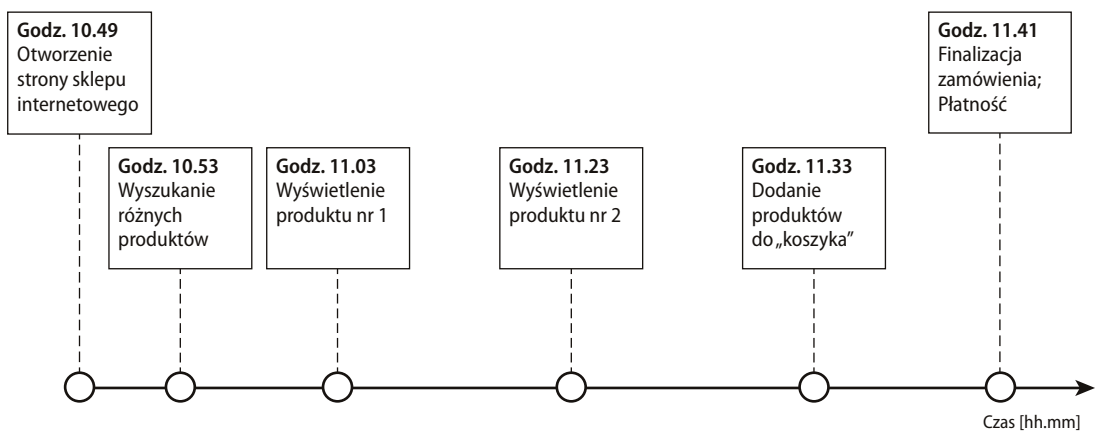 Godz. 10.49
Otworzenie
strony sklepu
internetowego
Godz. 10.53
Wyszukanie
różnych
produktów
Godz. 11.03
Wyświetlenie
produktu nr 1
Godz. 11.23
Wyświetlenie
produktu nr 2
Godz. 11.33
Dodanie
produktów
do „koszyka”
Godz. 11.41
Finalizacja
zamówienia;
Płatność
Czas [hh.mm]